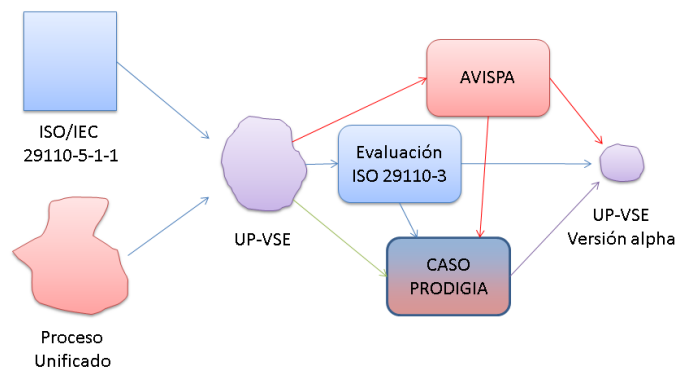 ISO/IEC
29110-5-1-1
Proceso
Unificado
UP-VSE
AVISPA
Evaluación
ISO 29110-3
CASO
PRODIGIA
UP-VSE
Versión alpha